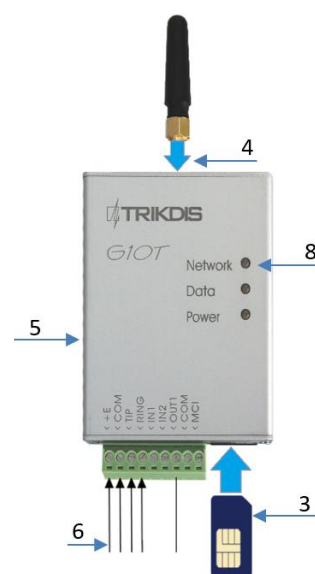 4
TRIKDIS
G10T
Network
8
Data
Power
5
< +E
< COM
< TIP
< RING
< IN1
< IN2
< OUT1
< COM
< MCI
3
6